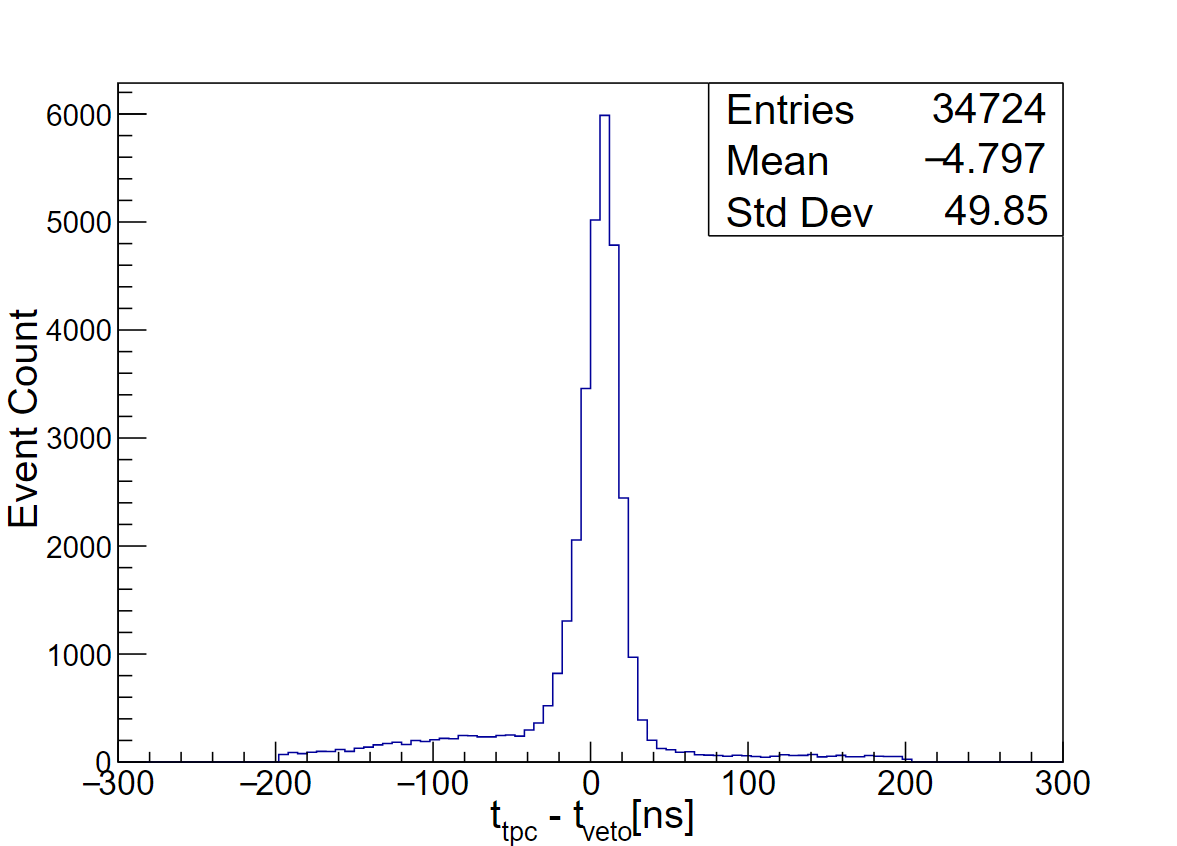 Entries 34724
Mean −4.797
Std Dev 49.85
Event Count
6000
5000
4000
3000
2000
1000
0
−300 −200 −100 0 100 200 300
t_tpc - t_veto[ns]